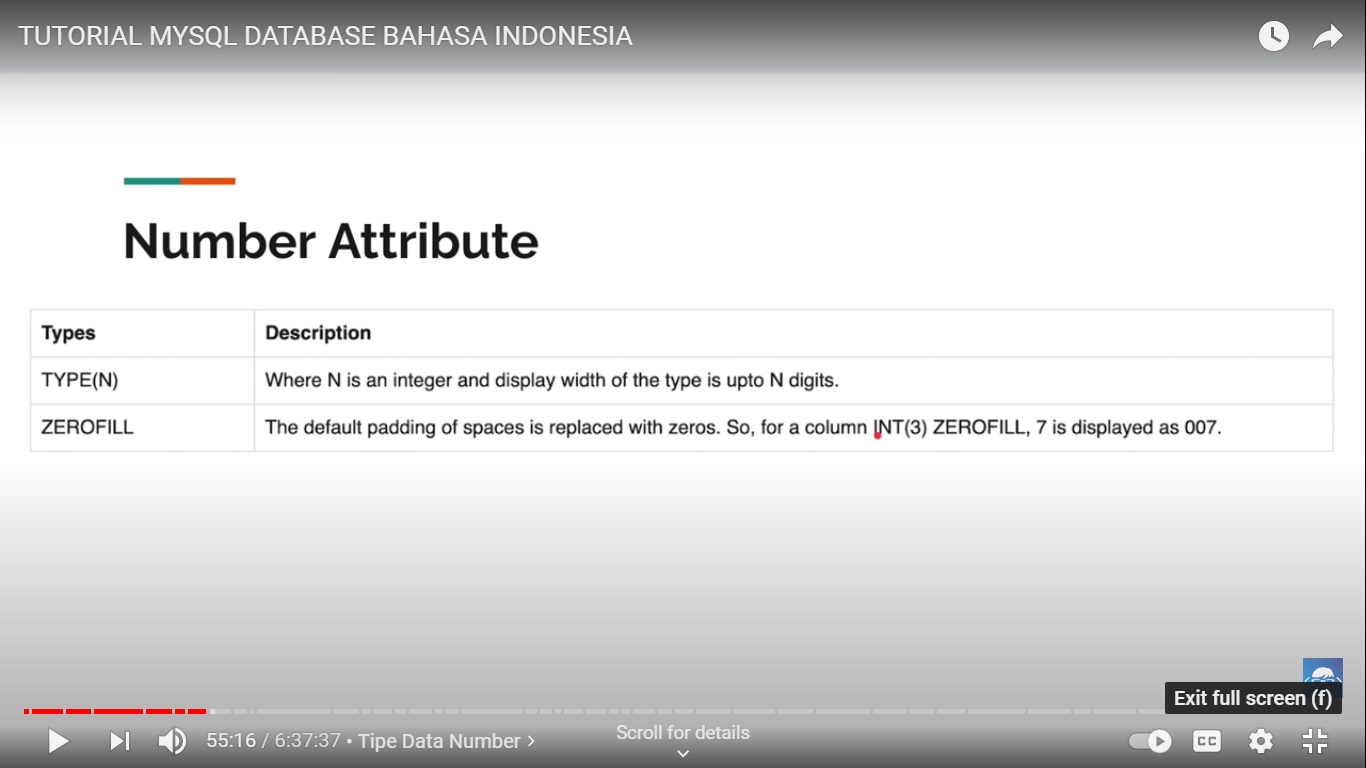 TUTORIAL MYSQL DATABASE BAHASA INDONESIA
Number Attribute
Types Description
TYPE(N) Where N is an integer and display width of the type is upto N digits.
ZEROFILL The default padding of spaces is replaced with zeros. So, for a column INT(3) ZEROFILL, 7 is displayed as 007.
Exit full screen (f)
55:16 / 6:37:37 • Tipe Data Number >
Scroll for details
CC